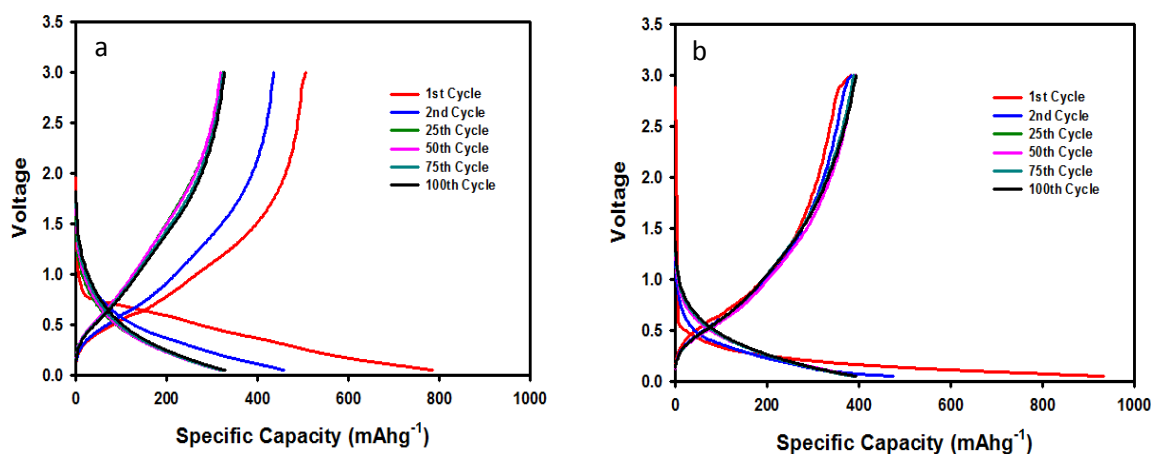 a
3.5
3.0
2.5
2.0
1.5
1.0
0.5
0.0
Voltage
1st Cycle
2nd Cycle
25th Cycle
50th Cycle
75th Cycle
100th Cycle
0 200 400 600 800 1000
Specific Capacity (mAhg⁻¹)
b
3.5
3.0
2.5
2.0
1.5
1.0
0.5
0.0
Voltage
1st Cycle
2nd Cycle
25th Cycle
50th Cycle
75th Cycle
100th Cycle
0 200 400 600 800 1000
Specific Capacity (mAhg⁻¹)